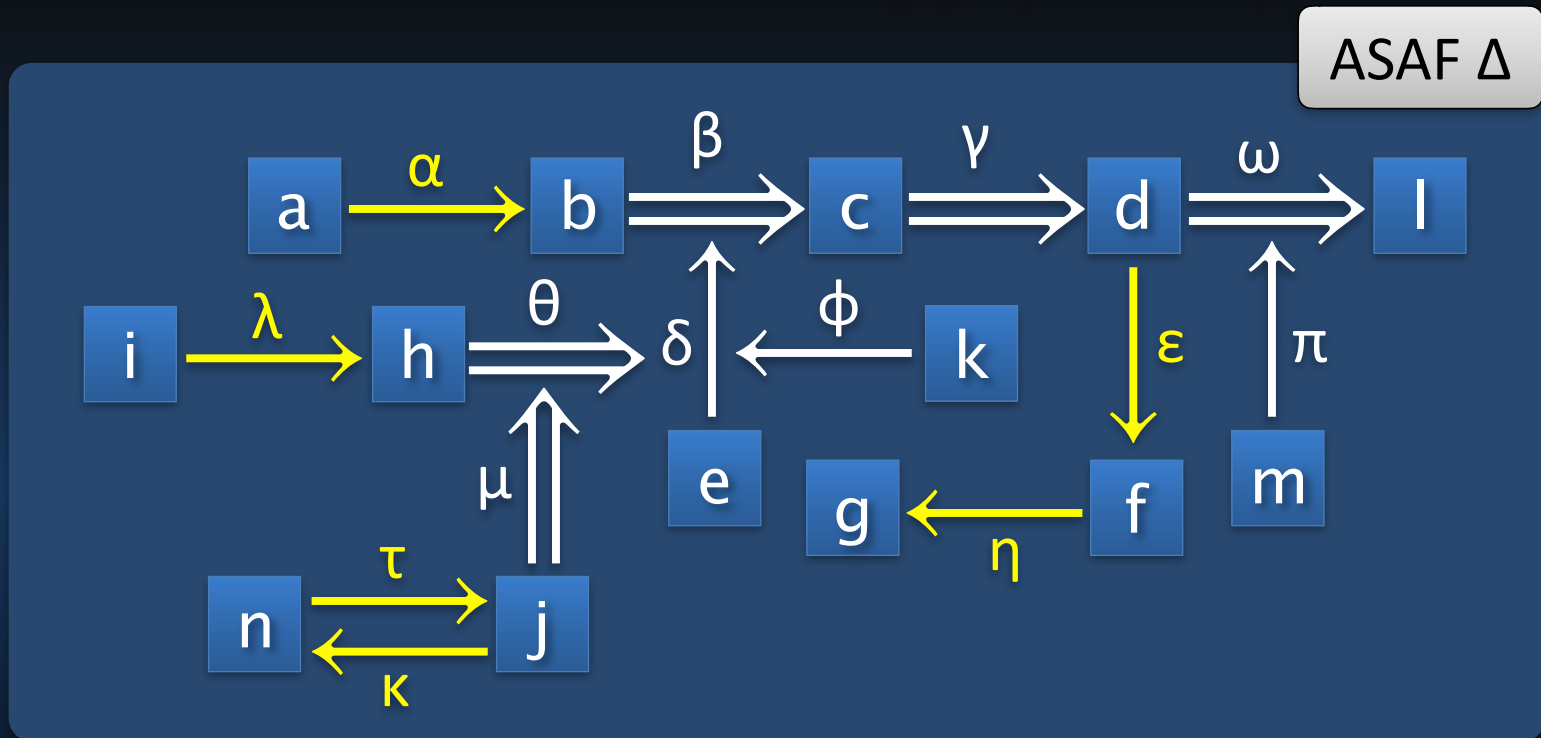 ASAF Δ
β γ
α ω
a b c d l
θ ϕ
λ
i h δ k ε π
μ e g f m
η
τ
n j
κ